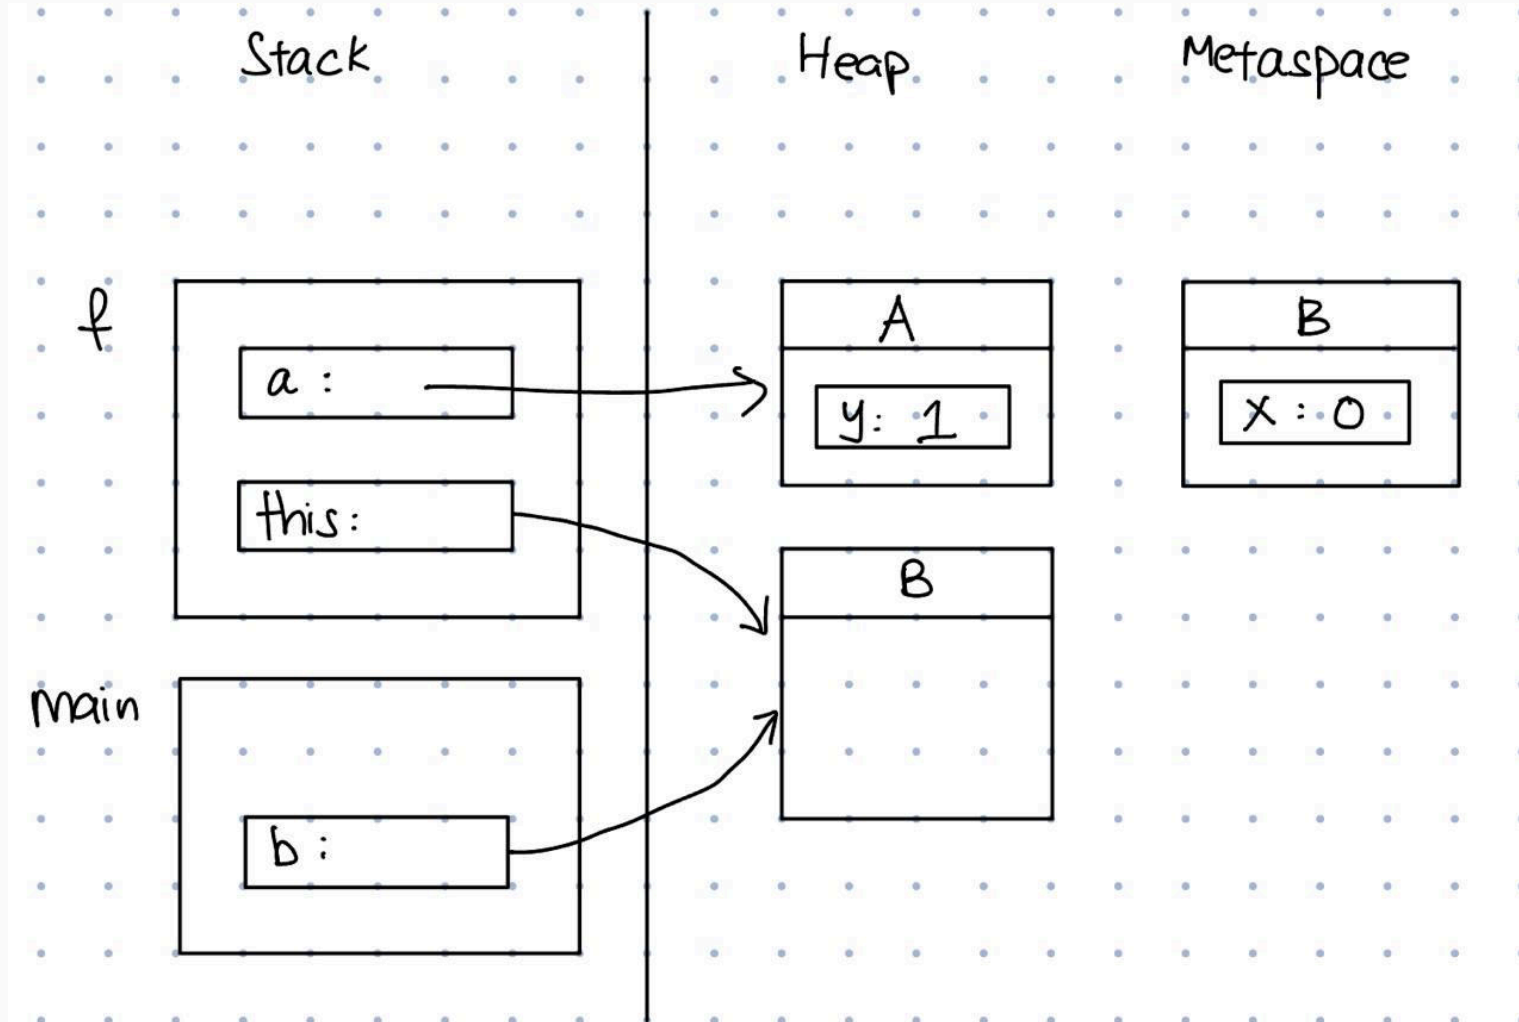 Stack
Heap
Metaspace
f
a :
this:
main
b :
A
y: 1
B
B
x : 0